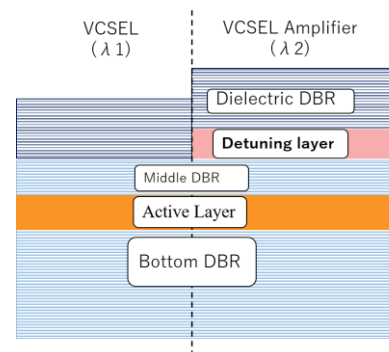 VCSEL
(λ1)
VCSEL Amplifier
(λ2)
Dielectric DBR
Detuning layer
Middle DBR
Active Layer
Bottom DBR